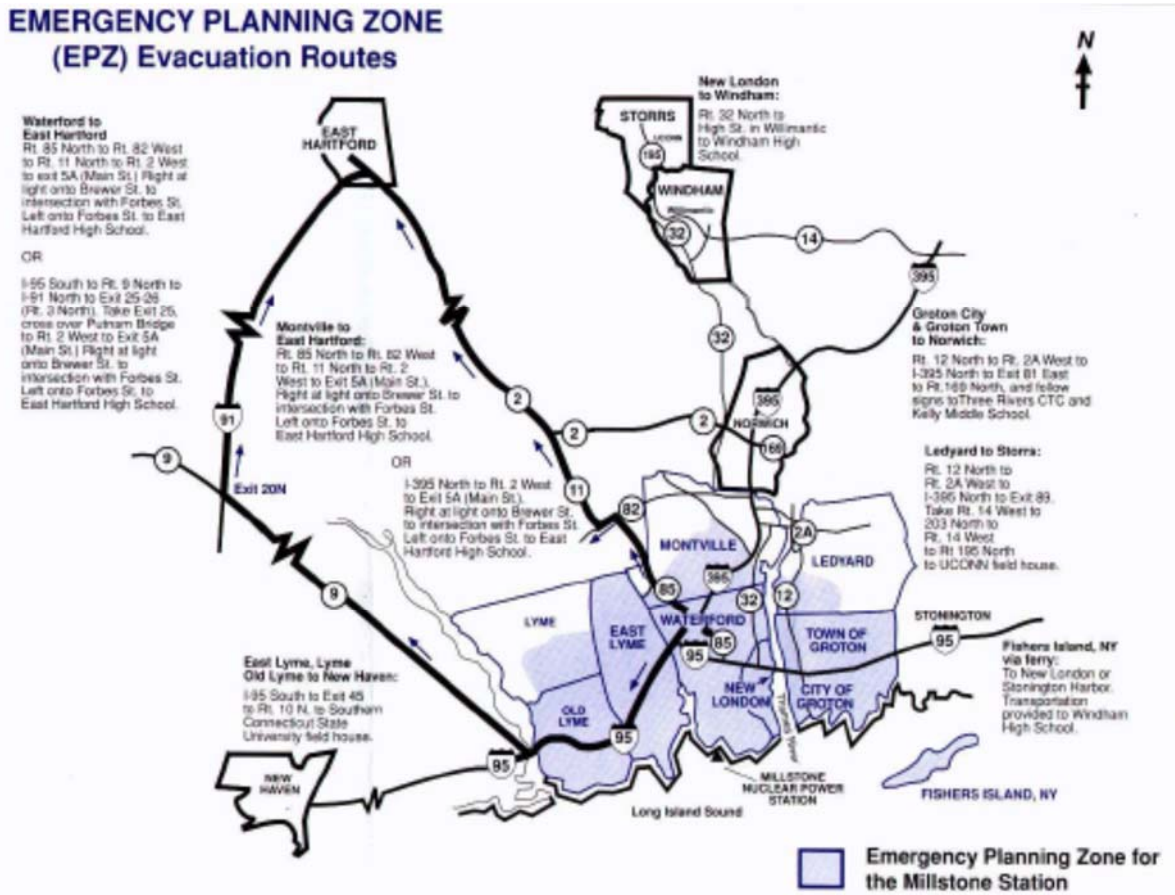 EMERGENCY PLANNING ZONE
(EPZ) Evacuation Routes
N
Waterford to
East Hartford
Rt. 85 North to Rt. 82 West
to Rt. 11 North to Rt. 2 West
to exit 5A (Main St.) Right at
light onto Brewer St. to
intersection with Forbes St.
Left onto Forbes St. to East
Hartford High School.
OR
I-95 South to Rt. 9 North to
I-91 North to Exit 25-26
(Rt. 3 North). Take Exit 25,
cross over Putnam Bridge
to Rt. 2 West to Exit 5A
(Main St.) Right at light
onto Brewer St. to
intersection with Forbes St.
Left onto Forbes St. to
East Hartford High School.
EAST
HARTFORD
New London
to Windham:
Rt. 32 North to
High St. in Willimantic
to Windham High
School.
STORRS
UCONN
195
WINDHAM
Willimantic
32
14
395
32
Montville to
East Hartford:
Rt. 85 North to Rt. 82 West
to Rt. 11 North to Rt. 2
West to Exit 5A (Main St.).
Right at light onto Brewer St. to
intersection with Forbes St.
Left onto Forbes St. to
East Hartford High School.
OR
I-395 North to Rt. 2 West
to Exit 5A (Main St.).
Right at light onto Brewer St.
to intersection with Forbes St.
Left onto Forbes St. to East
Hartford High School.
Groton City
& Groton Town
to Norwich:
Rt. 12 North to Rt. 2A West to
I-395 North to Exit 81 East
to Rt.169 North, and follow
signs toThree Rivers CTC and
Kelly Middle School.
Ledyard to Storrs:
Rt. 12 North to
Rt. 2A West to
I-395 North to Exit 89.
Take Rt. 14 West to
203 North to
Rt. 14 West
to Rt 195 North
to UCONN field house.
91
9
Exit 20N
2
2
2
395
NORWICH
169
11
82
2A
MONTVILLE
LEDYARD
395
85
32
12
9
LYME
EAST
LYME
WATERFORD
85
95
TOWN OF
GROTON
STONINGTON
95
OLD
LYME
NEW
LONDON
CITY OF
GROTON
Thames River
95
95
East Lyme, Lyme
Old Lyme to New Haven:
I-95 South to Exit 45
to Rt. 10 N. to Southern
Connecticut State
University field house.
Fishers Island, NY
via ferry:
To New London or
Stonington Harbor.
Transportation
provided to Windham
High School.
NEW
HAVEN
MILLSTONE
NUCLEAR POWER
STATION
Long Island Sound
FISHERS ISLAND, NY
Emergency Planning Zone for
the Millstone Station